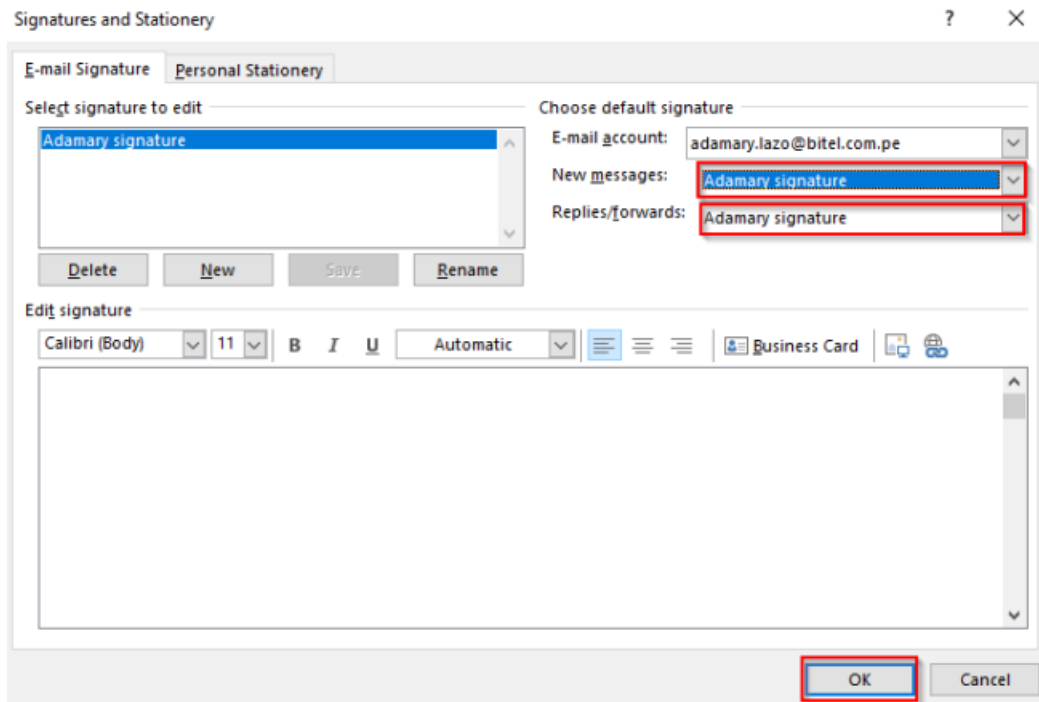 Signatures and Stationery ?
E-mail Signature Personal Stationery
Select signature to edit
Adamary signature
Delete New Save Rename
Choose default signature
E-mail account: adamary.lazo@bitel.com.pe
New messages: Adamary signature
Replies/forwards: Adamary signature
Edit signature
Calibri (Body) 11 B I U Automatic Business Card
OK Cancel